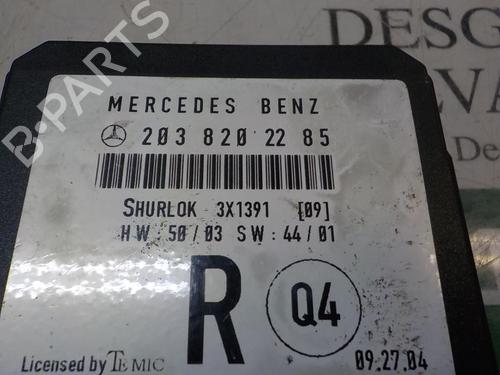 B-PARTS
DESG
EVA
De
MERCEDES BENZ
203 820 22 85
SHURLOK 3X1391 [09]
HW : 50/03 SW : 44/01
R Q4
Licensed by TEMIC 09.27.04